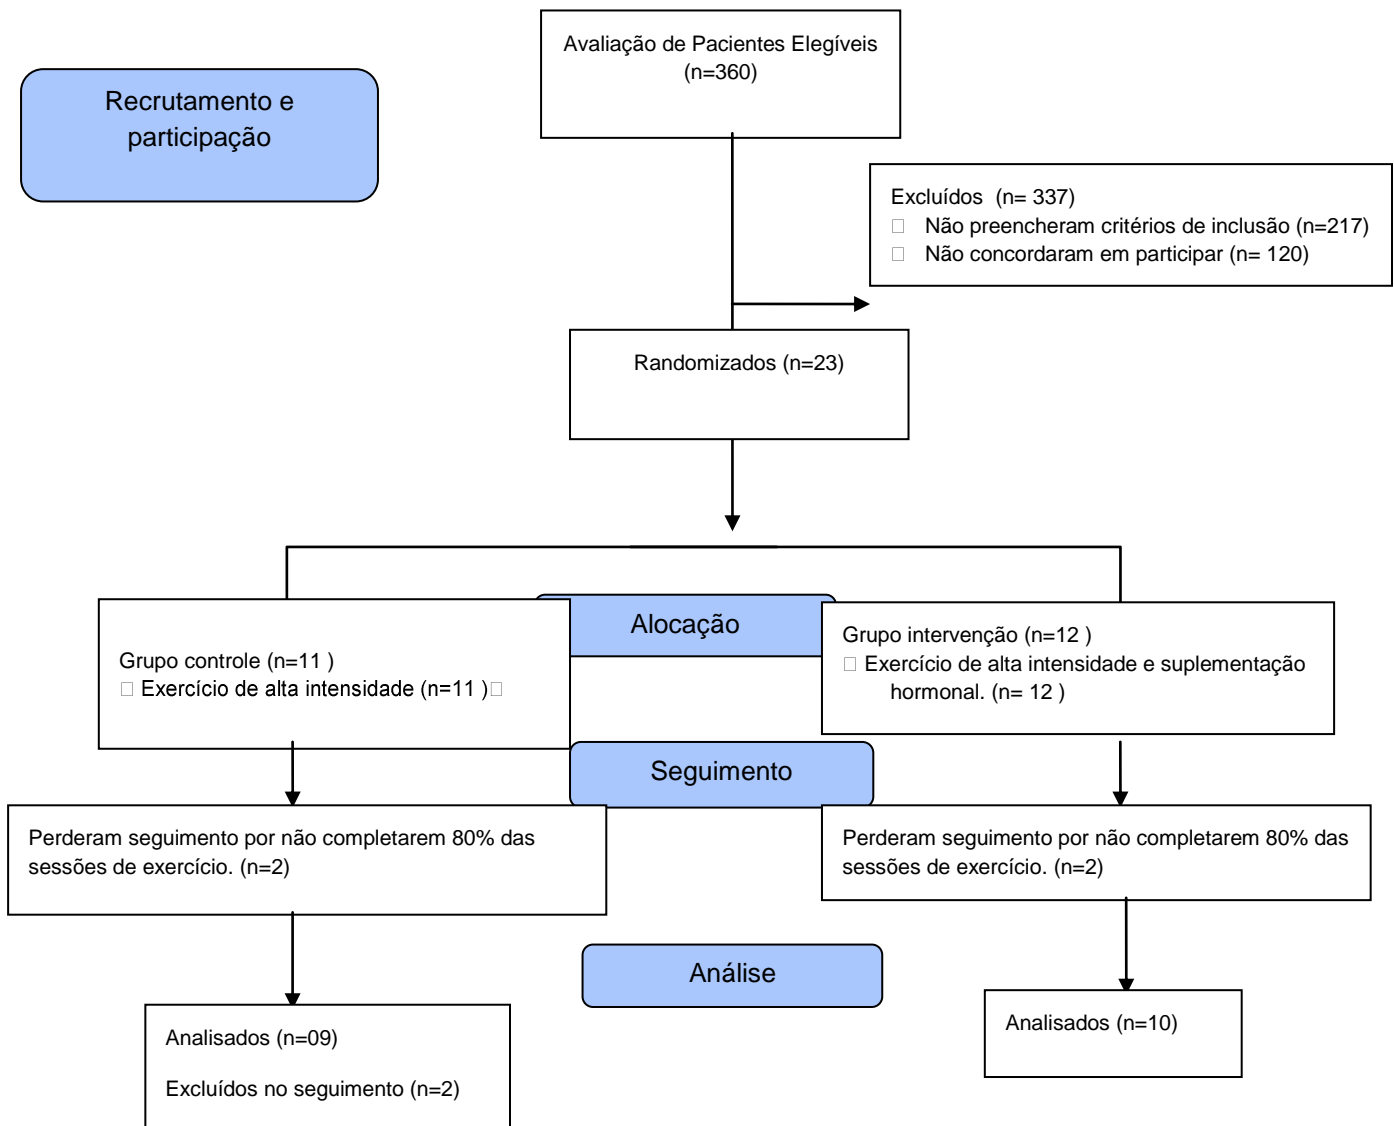 Avaliação de Pacientes Elegíveis
(n=360)
Recrutamento e
participação
Excluídos (n= 337)
□ Não preencheram critérios de inclusão (n=217)
□ Não concordaram em participar (n= 120)
Randomizados (n=23)
Alocação
Grupo controle (n=11 )
□ Exercício de alta intensidade (n=11 )□
Grupo intervenção (n=12 )
□ Exercício de alta intensidade e suplementação
hormonal. (n= 12 )
Seguimento
Perderam seguimento por não completarem 80% das
sessões de exercício. (n=2)
Perderam seguimento por não completarem 80% das
sessões de exercício. (n=2)
Análise
Analisados (n=09)
Excluídos no seguimento (n=2)
Analisados (n=10)